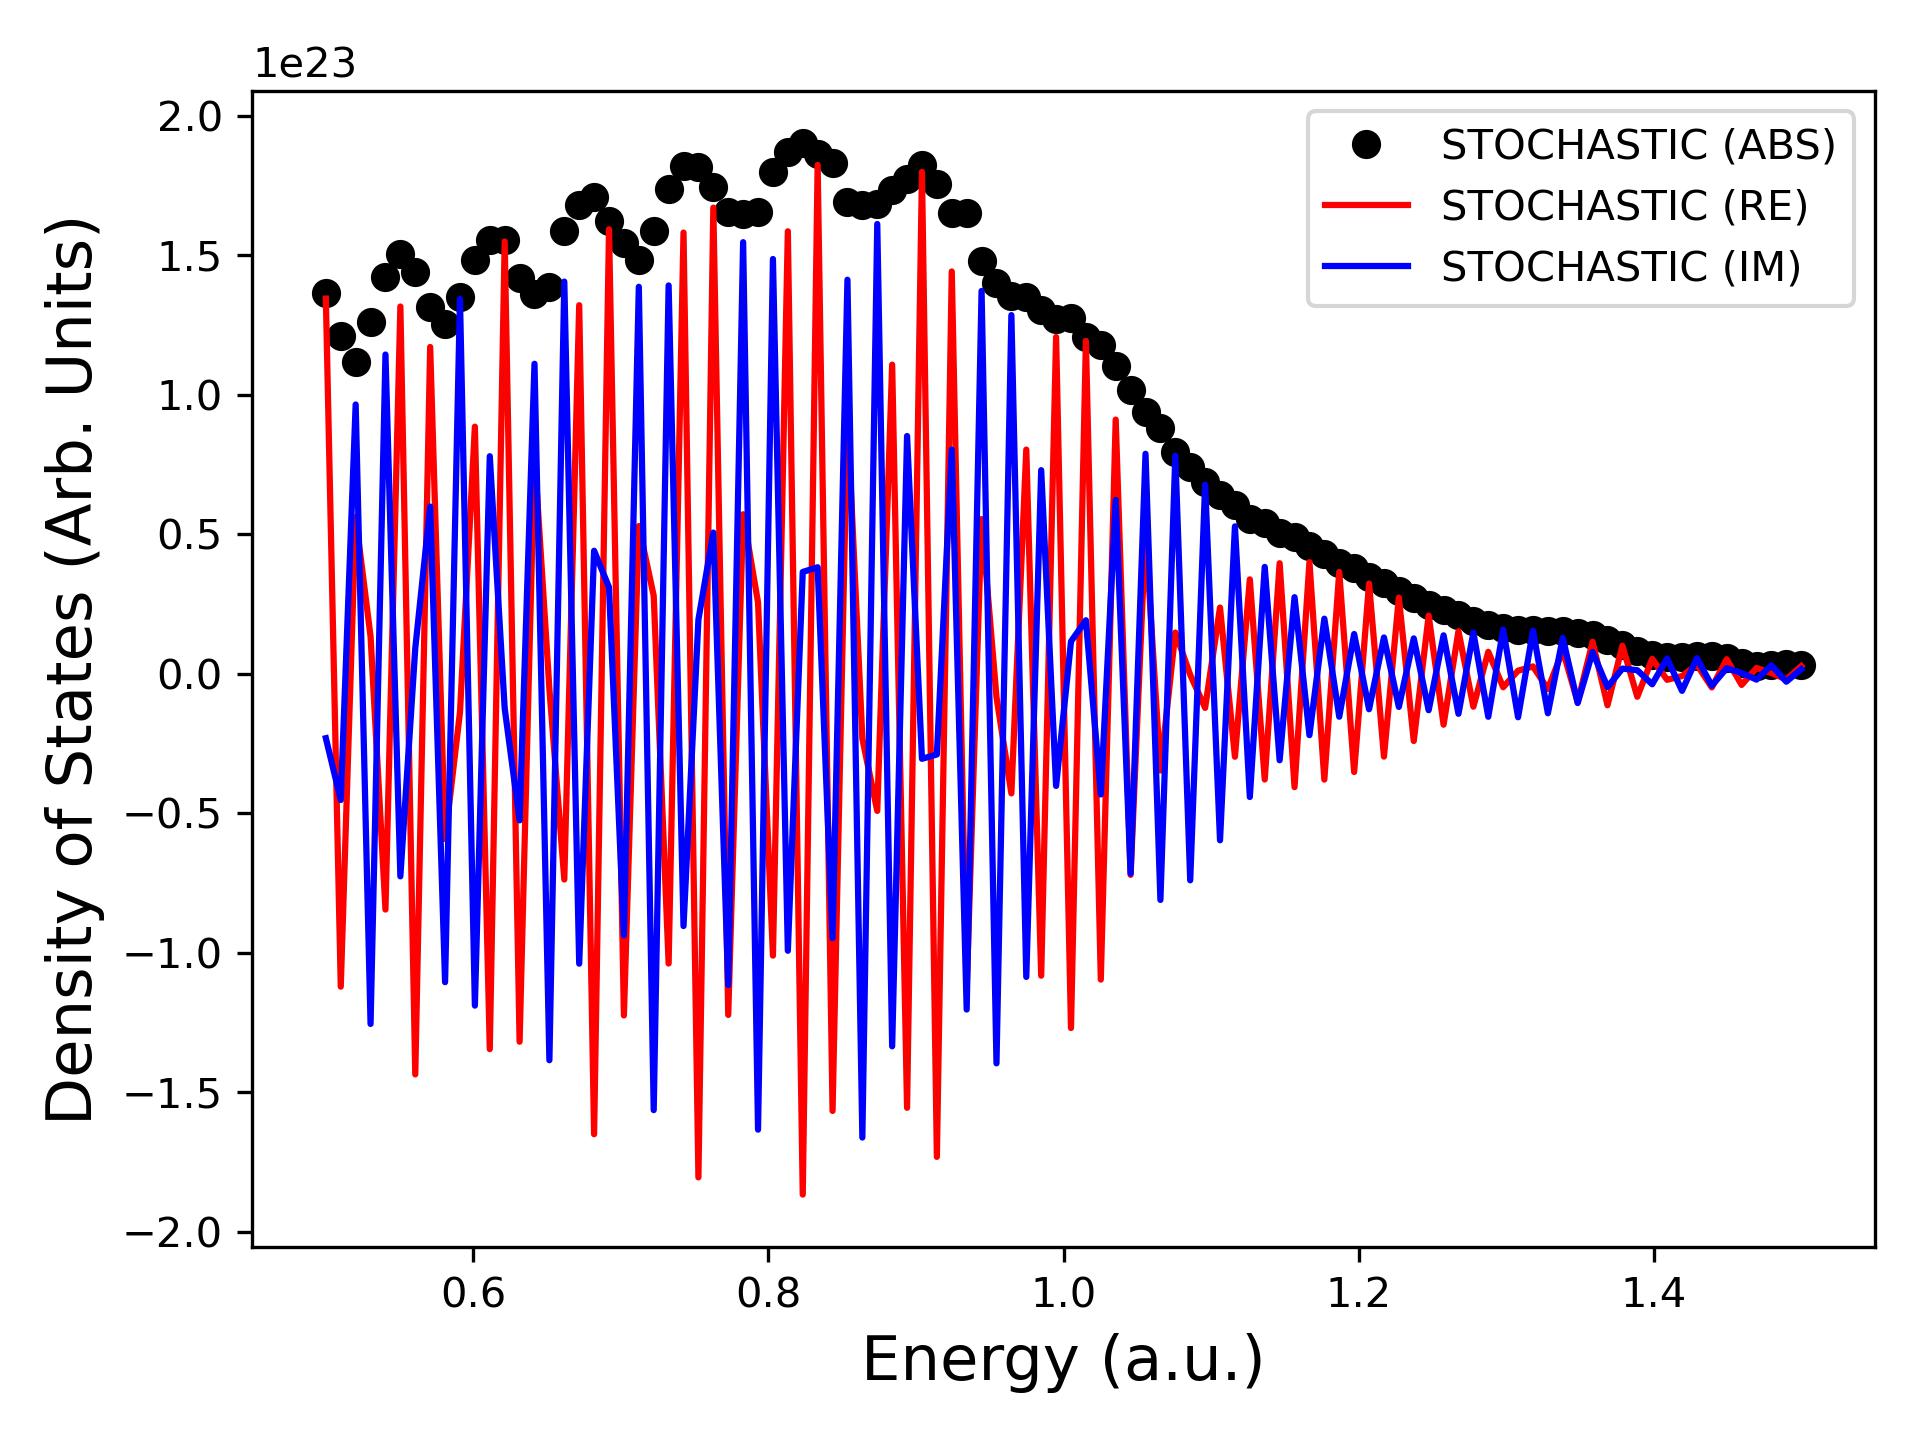 1e23
2.0
1.5
1.0
0.5
0.0
−0.5
−1.0
−1.5
−2.0
Density of States (Arb. Units)
STOCHASTIC (ABS)
STOCHASTIC (RE)
STOCHASTIC (IM)
0.6 0.8 1.0 1.2 1.4
Energy (a.u.)